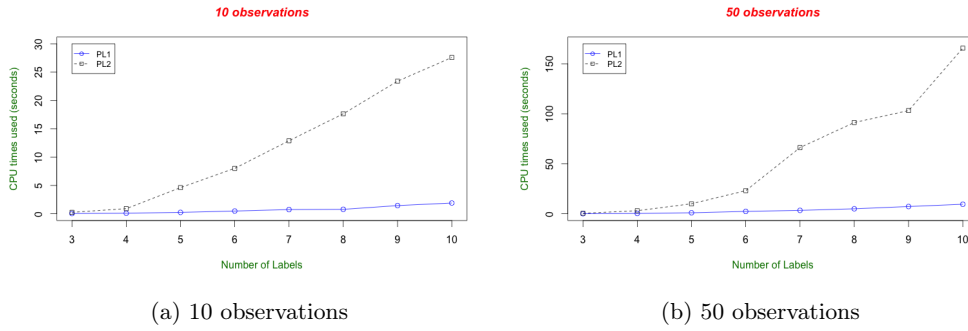 10 observations
PL1
PL2
CPU times used (seconds)
30
25
20
15
10
5
0
3 4 5 6 7 8 9 10
Number of Labels
(a) 10 observations
50 observations
PL1
PL2
CPU times used (seconds)
150
100
50
0
3 4 5 6 7 8 9 10
Number of Labels
(b) 50 observations